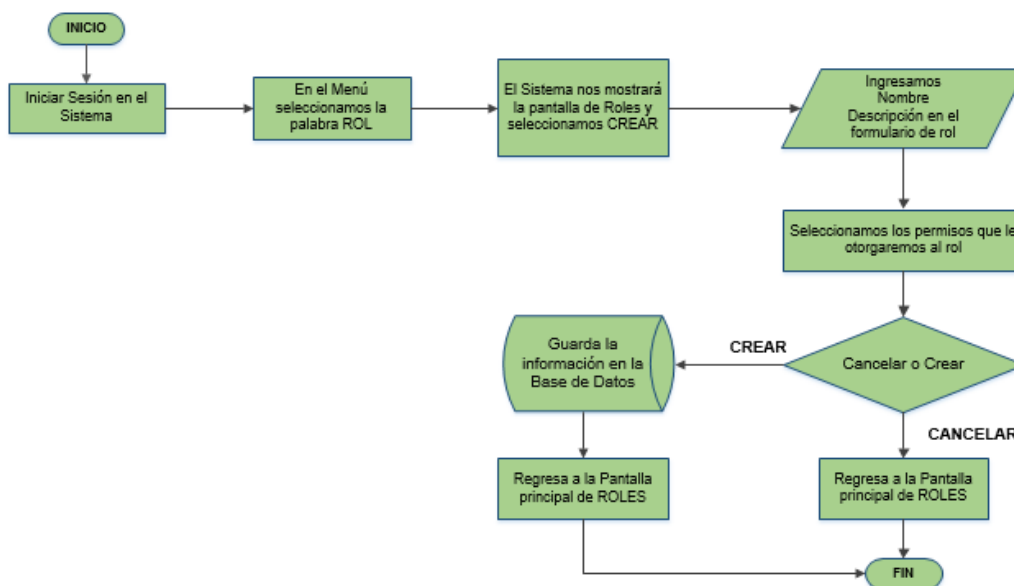 INICIO
Iniciar Sesión en el
Sistema
En el Menú
seleccionamos la
palabra ROL
El Sistema nos mostrará
la pantalla de Roles y
seleccionamos CREAR
Ingresamos
Nombre
Descripción en el
formulario de rol
Seleccionamos los permisos que le
otorgaremos al rol
Cancelar o Crear
CREAR
Guarda la
información en la
Base de Datos
CANCELAR
Regresa a la Pantalla
principal de ROLES
Regresa a la Pantalla
principal de ROLES
FIN